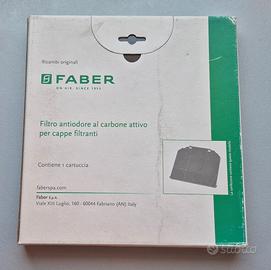 Ricambi originali
FABER
ON AIR. SINCE 1955
Filtro antiodore al carbone attivo
per cappe filtranti
Contiene 1 cartuccia
faberspa.com
Faber S.p.A.
Viale XIII Luglio, 160 - 60044 Fabriano (AN) Italy
subito